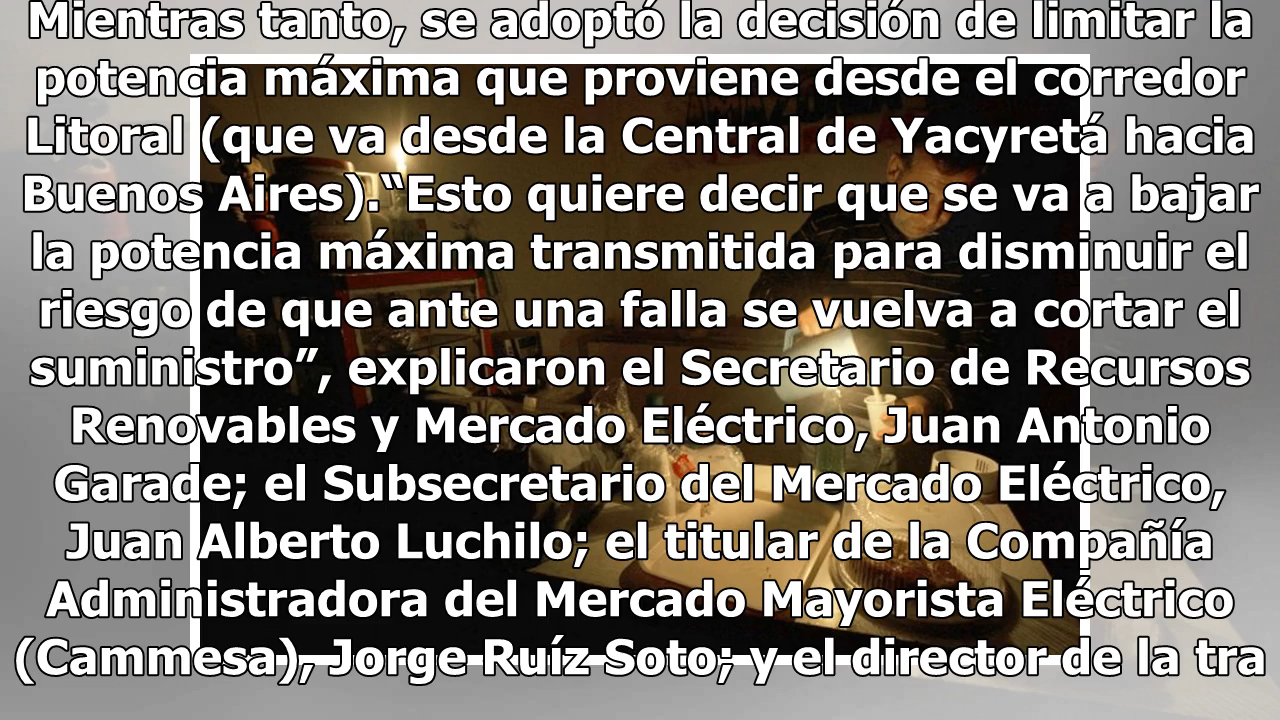 Mientras tanto, se adoptó la decisión de limitar la
potencia máxima que proviene desde el corredor
Litoral (que va desde la Central de Yacyretá hacia
Buenos Aires).“Esto quiere decir que se va a bajar
la potencia máxima transmitida para disminuir el
riesgo de que ante una falla se vuelva a cortar el
suministro”, explicaron el Secretario de Recursos
Renovables y Mercado Eléctrico, Juan Antonio
Garade; el Subsecretario del Mercado Eléctrico,
Juan Alberto Luchilo; el titular de la Compañía
Administradora del Mercado Mayorista Eléctrico
(Cammesa), Jorge Ruíz Soto; y el director de la tra